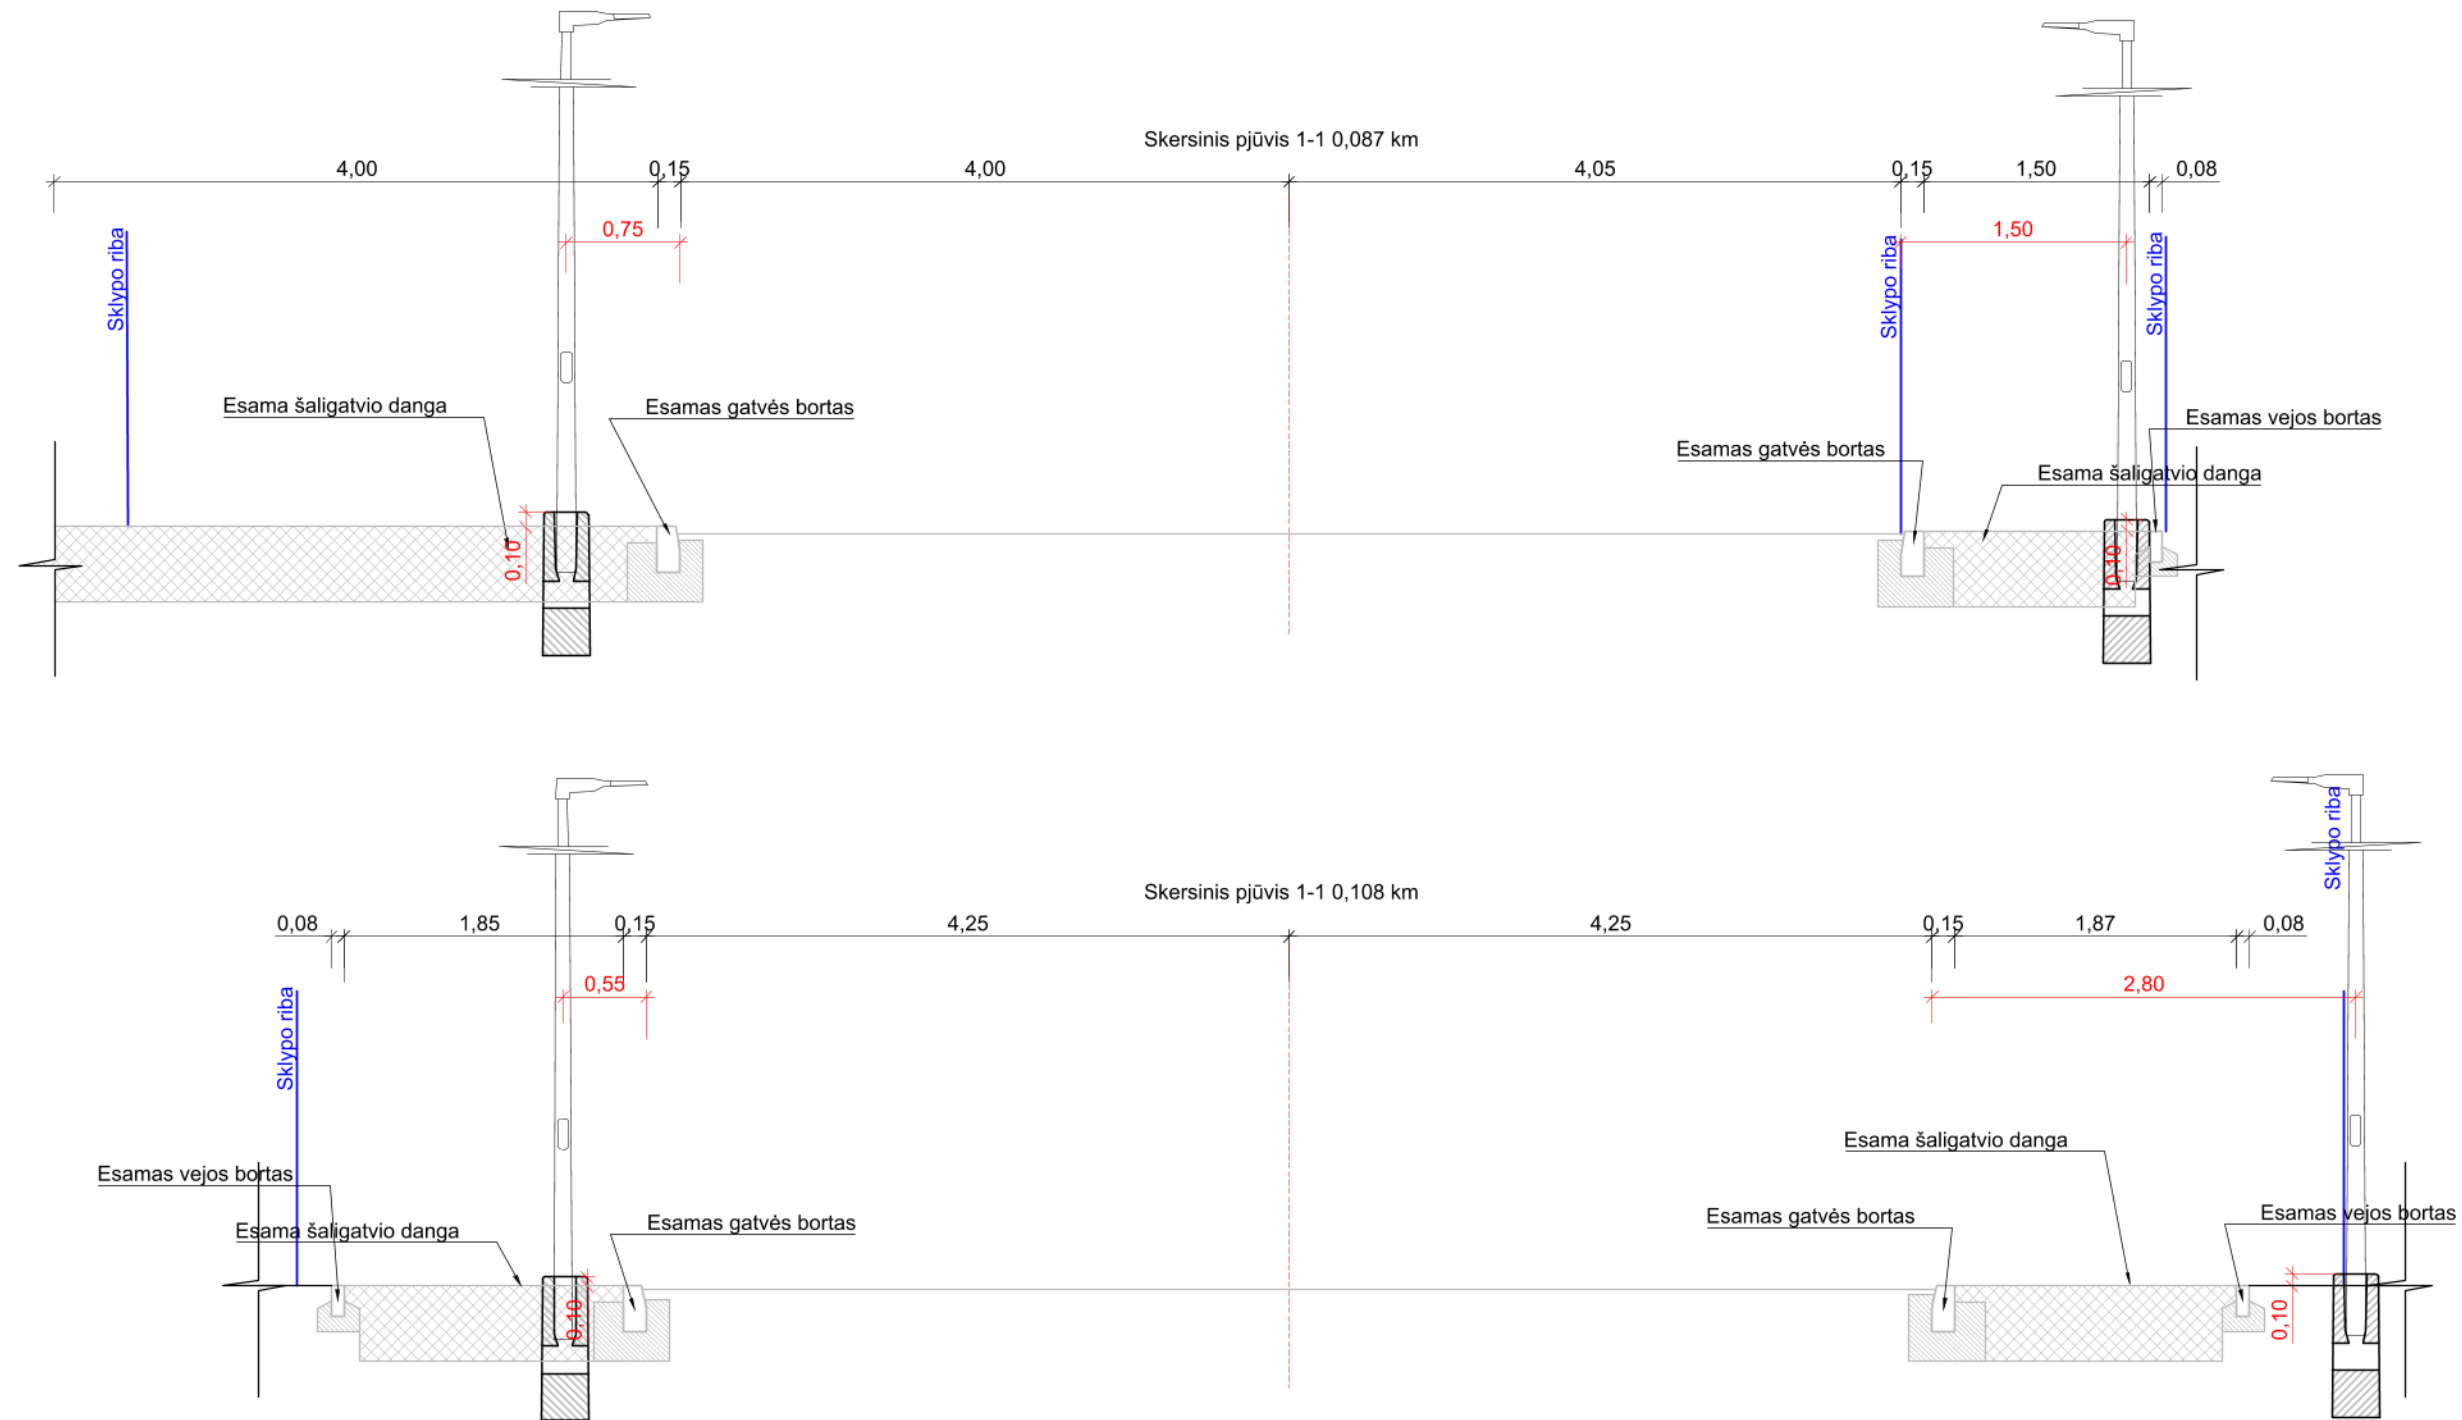 Skersinis pjūvis 1-1 0,087 km
4,00
0,15
4,00
4,05
0,15
1,50
0,08
0,75
1,50
Sklypo riba
Sklypo riba
Sklypo riba
Esama šaligatvio danga
Esamas gatvės bortas
Esamas vejos bortas
Esamas gatvės bortas
Esama šaligatvio danga
0,10
0,10
Sklypo riba
Skersinis pjūvis 1-1 0,108 km
0,08
1,85
0,15
4,25
4,25
0,15
1,87
0,08
0,55
2,80
Sklypo riba
Esama šaligatvio danga
Esamas vejos bortas
Esamas gatvės bortas
Esamas gatvės bortas
Esamas vejos bortas
Esama šaligatvio danga
0,10
0,10